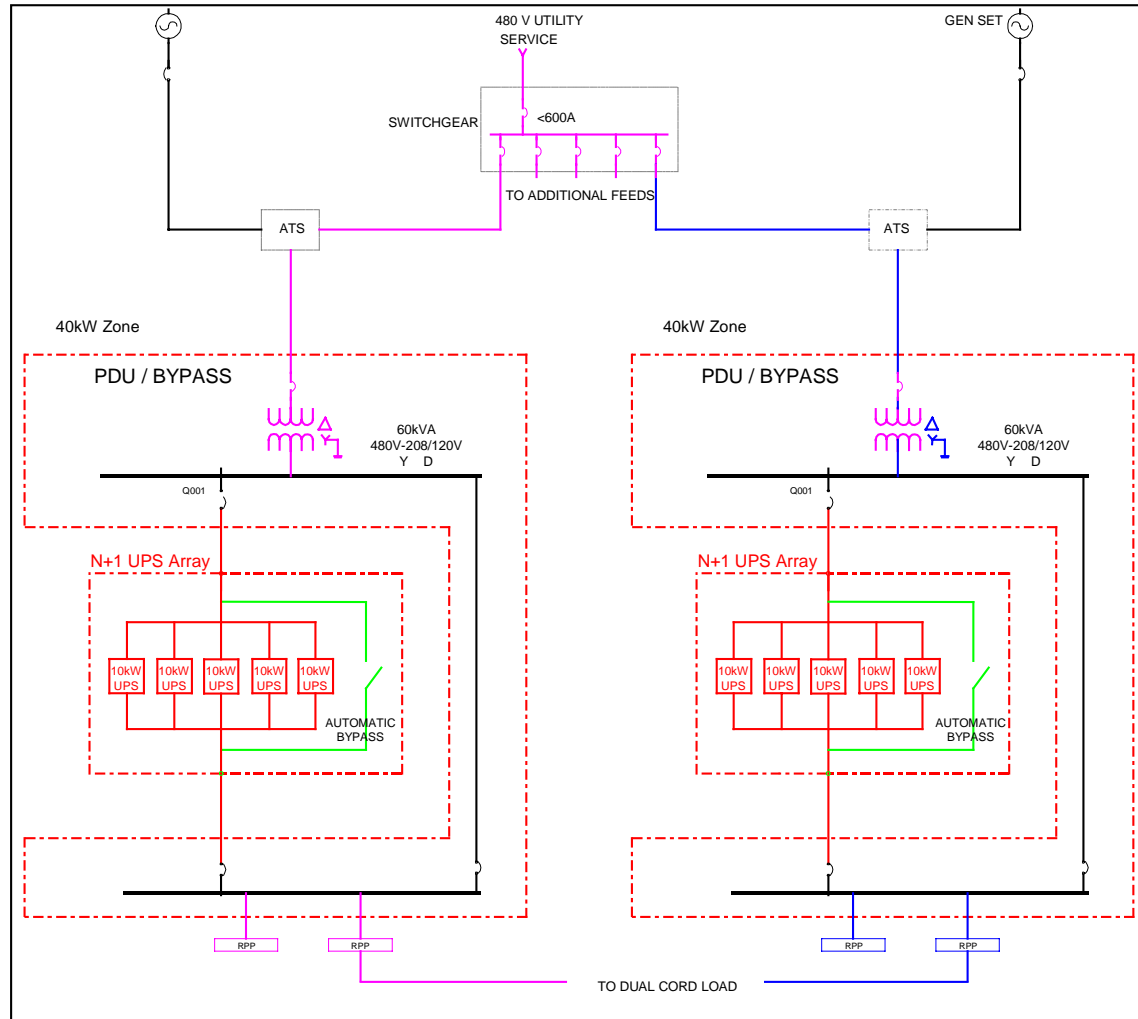 480 V UTILITY
SERVICE
GEN SET
SWITCHGEAR
<600A
TO ADDITIONAL FEEDS
ATS
ATS
40kW Zone
40kW Zone
PDU / BYPASS
PDU / BYPASS
60kVA
480V-208/120V
Y D
60kVA
480V-208/120V
Y D
Q001
Q001
N+1 UPS Array
N+1 UPS Array
10kW
UPS
10kW
UPS
10kW
UPS
10kW
UPS
10kW
UPS
10kW
UPS
10kW
UPS
10kW
UPS
10kW
UPS
10kW
UPS
AUTOMATIC
BYPASS
AUTOMATIC
BYPASS
RPP
RPP
RPP
RPP
TO DUAL CORD LOAD